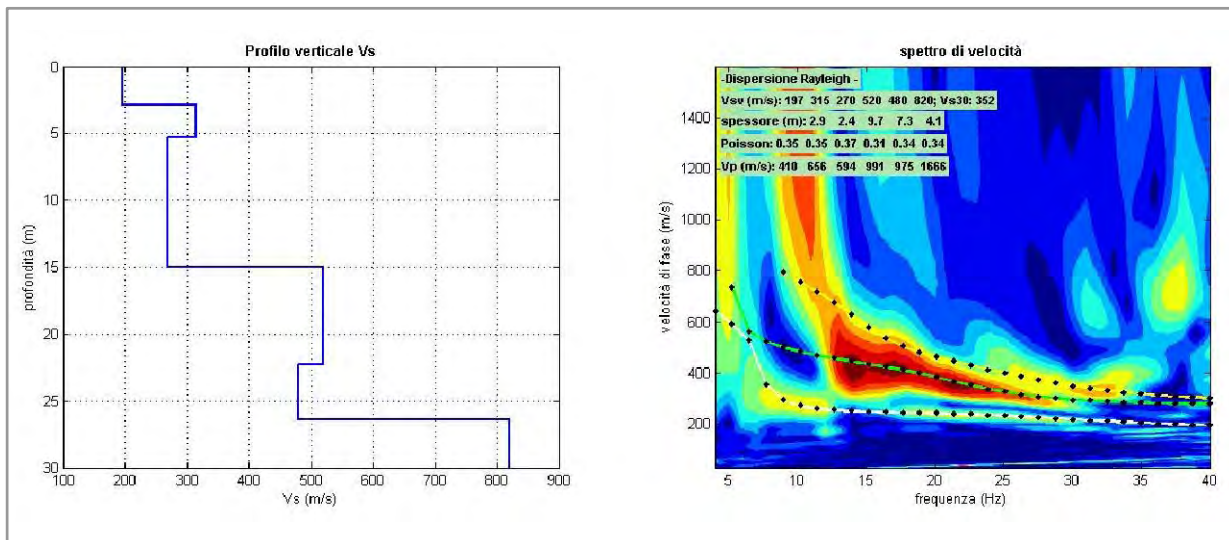 Profilo verticale Vs
0
5
10
15
20
25
30
profondità (m)
100 200 300 400 500 600 700 800 900
Vs (m/s)
spettro di velocità
-Dispersione Rayleigh -
Vsv (m/s): 197 315 270 520 480 820; Vs30: 352
spessore (m): 2.9 2.4 9.7 7.3 4.1
Poisson: 0.35 0.35 0.37 0.31 0.34 0.34
Vp (m/s): 410 656 594 991 975 1666
1400
1200
1000
800
600
400
200
velocità di fase (m/s)
5 10 15 20 25 30 35 40
frequenza (Hz)